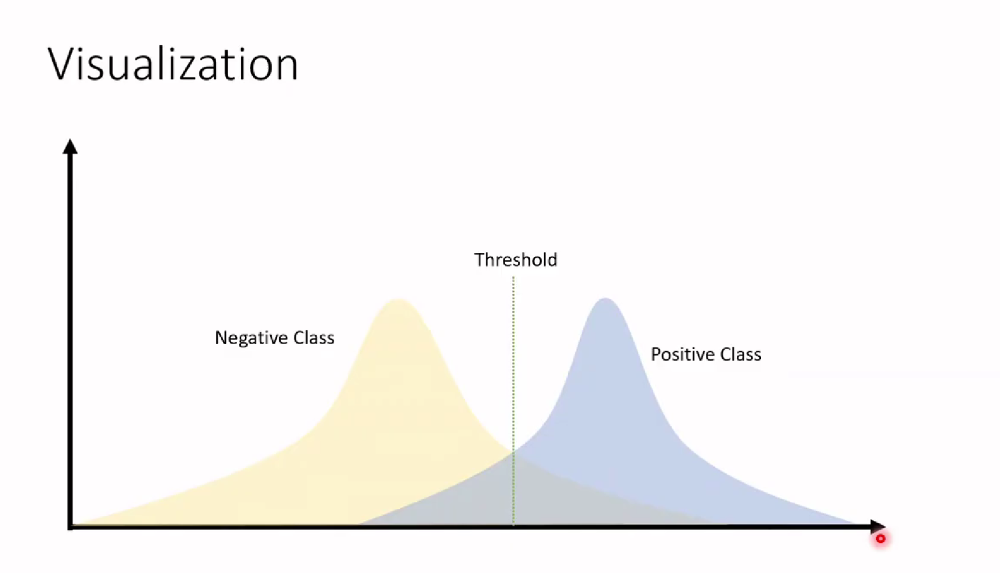 Visualization
Threshold
Negative Class
Positive Class